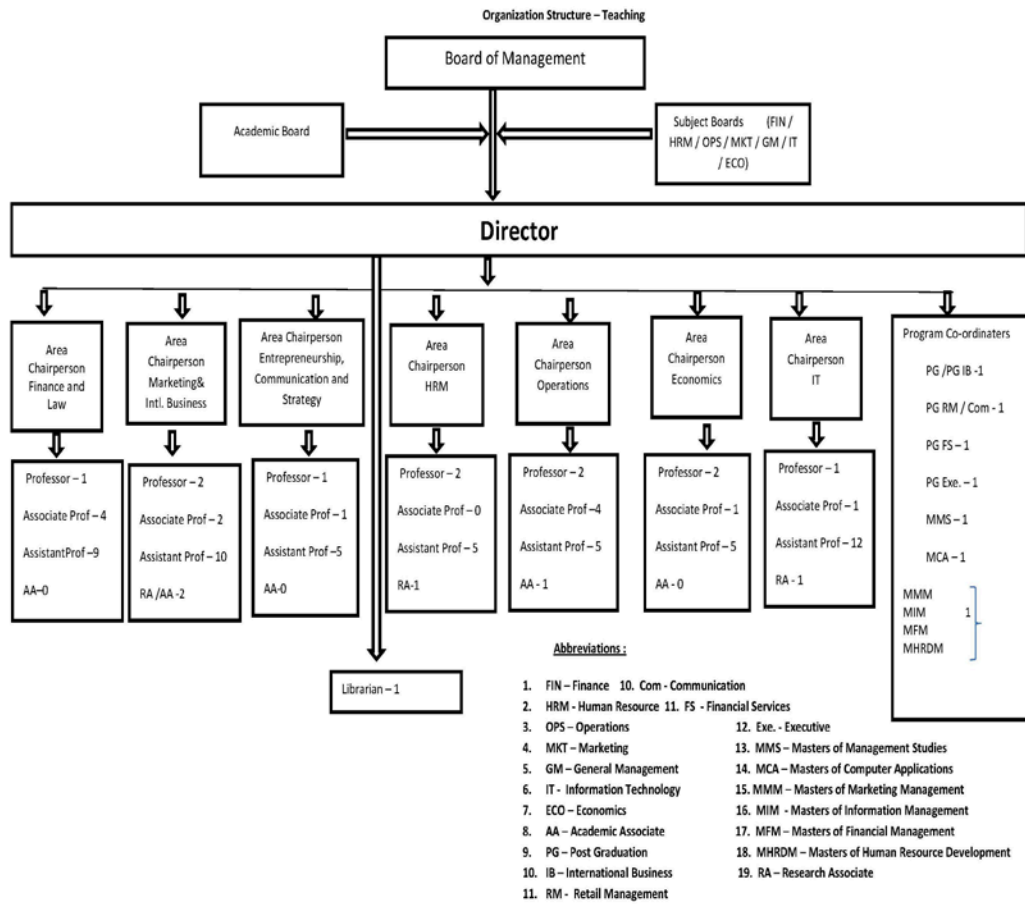 Organization Structure – Teaching
Board of Management
Academic Board
Subject Boards (FIN /
HRM / OPS / MKT / GM / IT
/ ECO)
Director
Area
Chairperson
Finance and
Law
Area
Chairperson
Marketing&
Intl. Business
Area Chairperson
Entrepreneurship,
Communication and
Strategy
Area
Chairperson
HRM
Area
Chairperson
Operations
Area
Chairperson
Economics
Area
Chairperson
IT
Program Co-ordinaters
PG /PG IB -1
PG RM / Com - 1
PG FS – 1
PG Exe. – 1
MMS – 1
MCA – 1
MMM
MIM 1
MFM
MHRDM
Professor – 1
Associate Prof – 4
AssistantProf –9
AA–0
Professor – 2
Associate Prof – 2
Assistant Prof – 10
RA /AA -2
Professor – 1
Associate Prof – 1
Assistant Prof –5
AA-0
Professor – 2
Associate Prof –0
Assistant Prof – 5
RA-1
Professor – 2
Associate Prof –4
Assistant Prof – 5
AA - 1
Professor – 2
Associate Prof – 1
Assistant Prof – 5
AA - 0
Professor – 1
Associate Prof – 1
Assistant Prof – 12
RA - 1
Librarian – 1
Abbreviations :
1. FIN – Finance 10. Com - Communication
2. HRM - Human Resource 11. FS - Financial Services
3. OPS – Operations 12. Exe. - Executive
4. MKT – Marketing 13. MMS – Masters of Management Studies
5. GM – General Management 14. MCA – Masters of Computer Applications
6. IT - Information Technology 15. MMM – Masters of Marketing Management
7. ECO – Economics 16. MIM - Masters of Information Management
8. AA – Academic Associate 17. MFM – Masters of Financial Management
9. PG – Post Graduation 18. MHRDM – Masters of Human Resource Development
10. IB – International Business 19. RA – Research Associate
11. RM - Retail Management